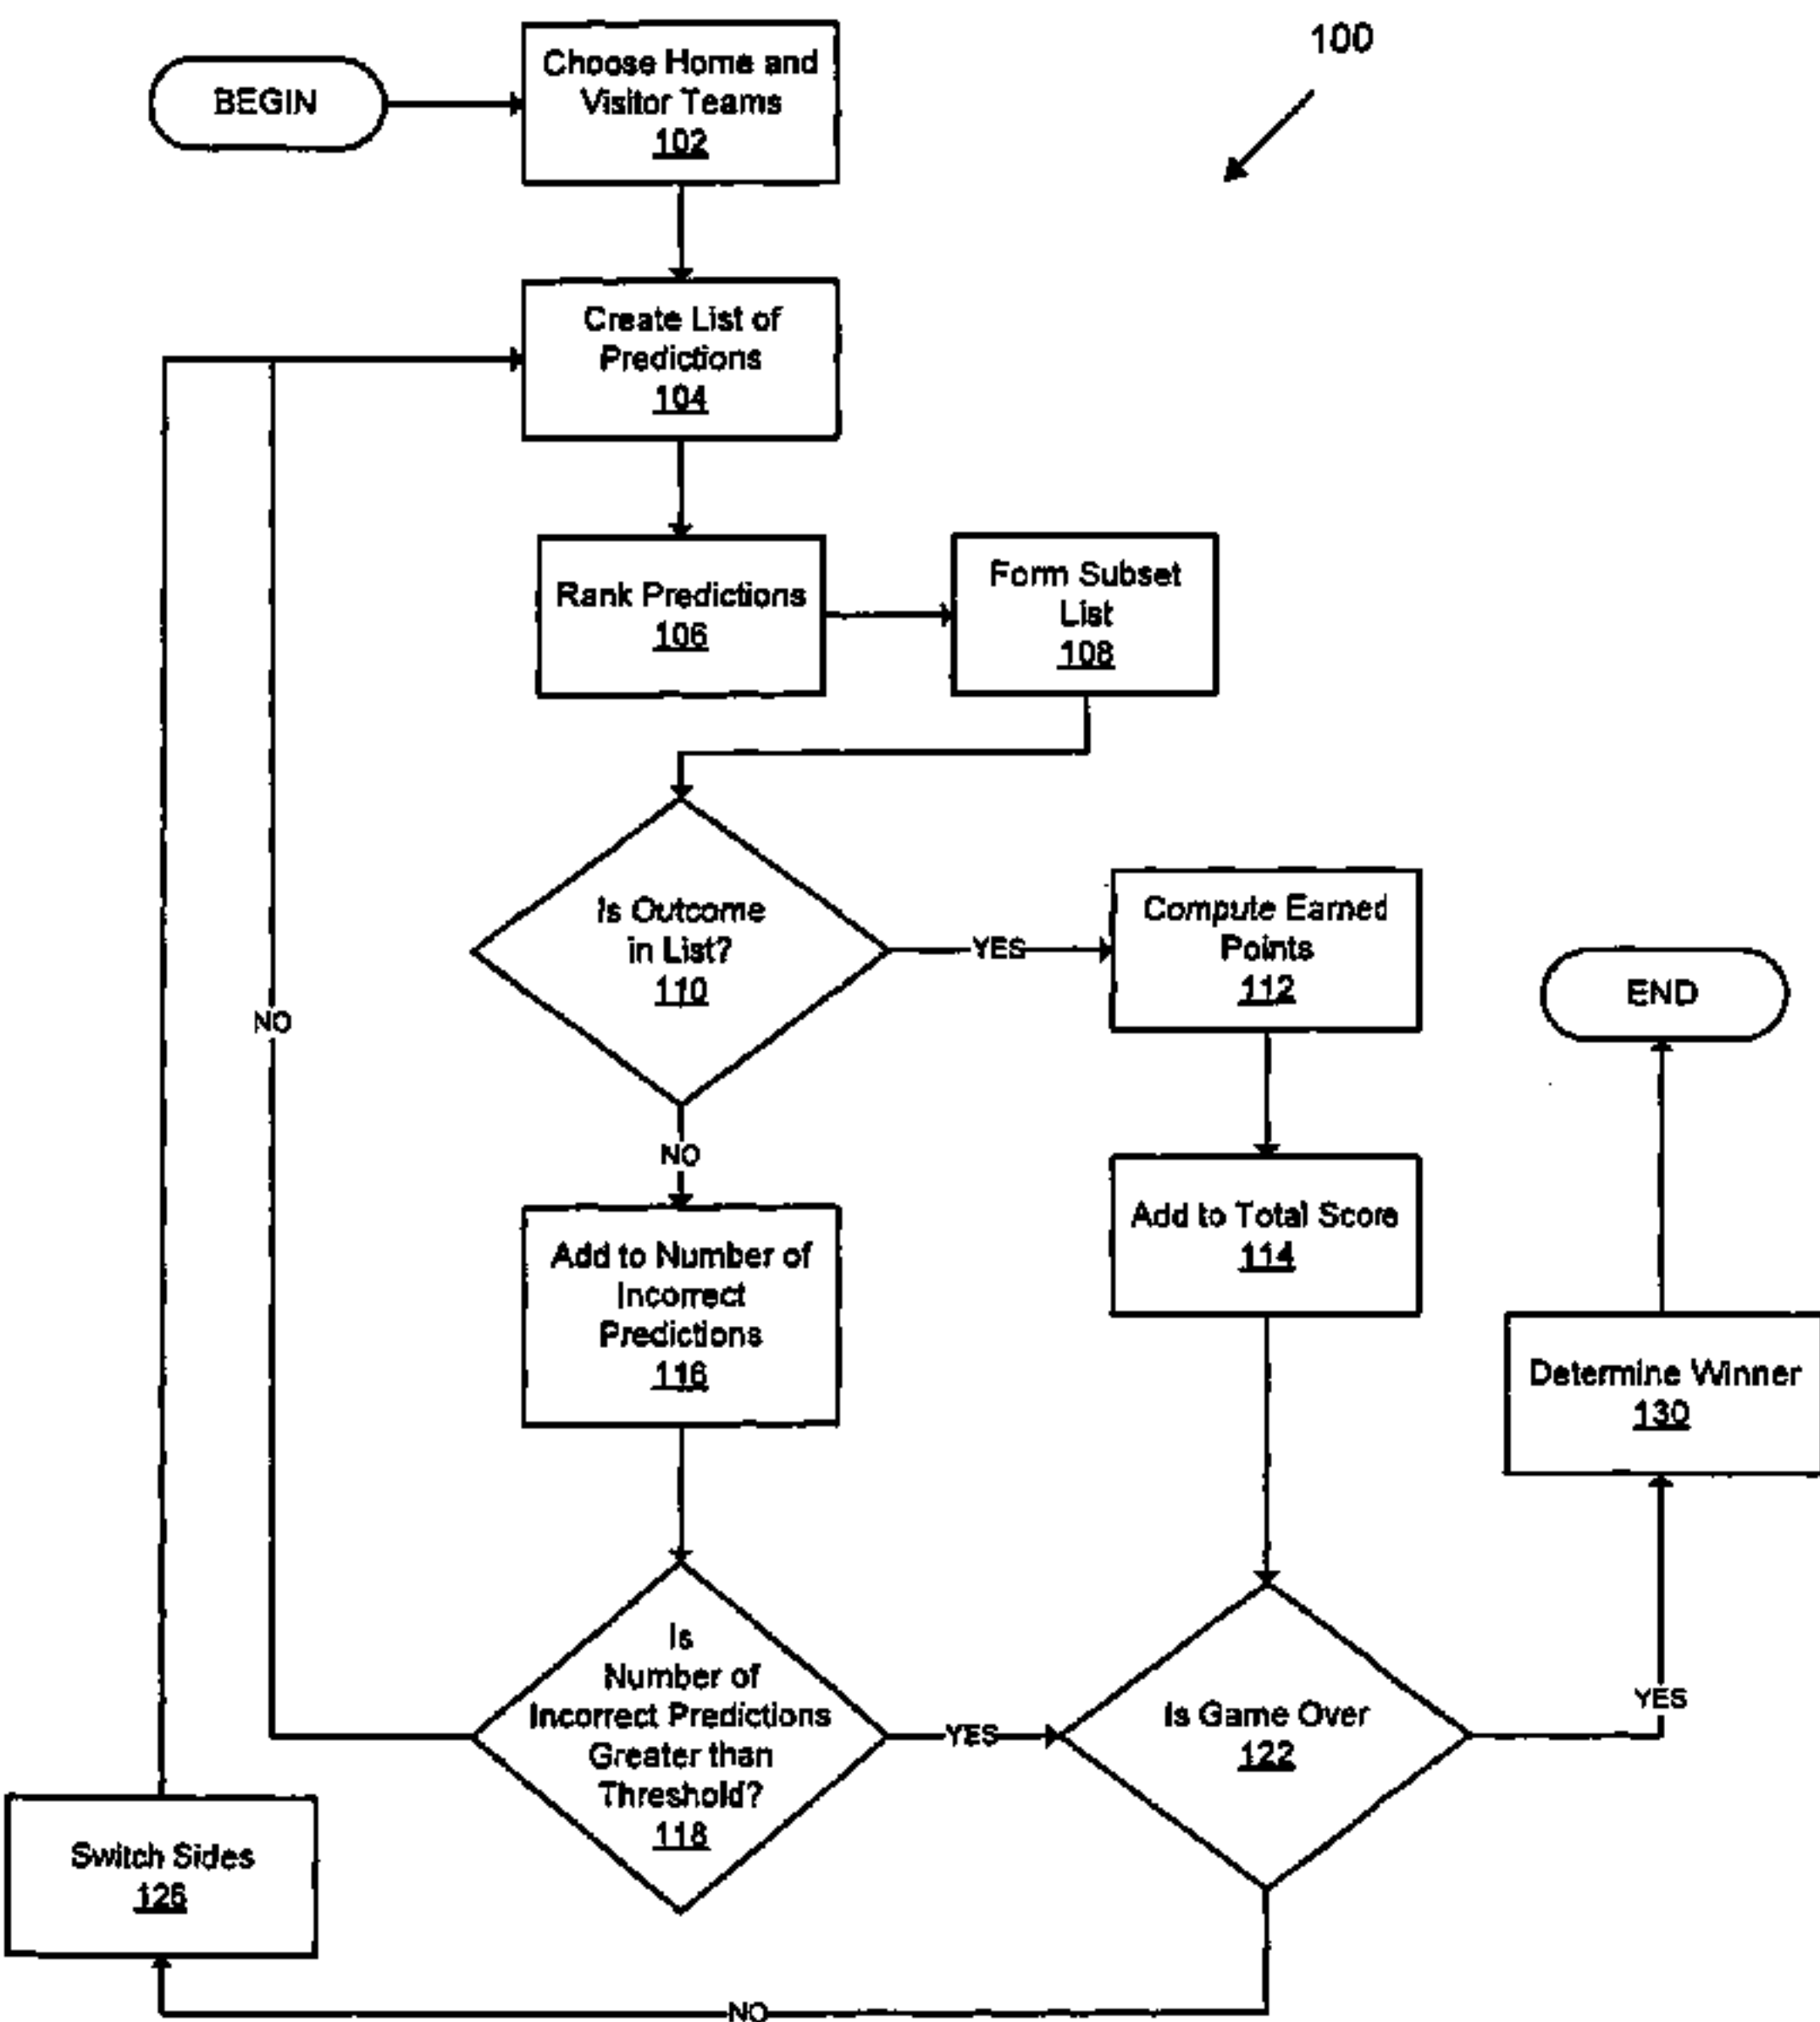 100
BEGIN
Choose Home and
Visitor Teams
102
Create List of
Predictions
104
Rank Predictions
106
Form Subset
List
108
Is Outcome
in List?
110
YES
Compute Earned
Points
112
END
NO
NO
Add to Total Score
114
Add to Number of
Incorrect
Predictions
116
Determine Winner
130
Is
Number of
Incorrect Predictions
Greater than
Threshold?
118
YES
Is Game Over
122
YES
Switch Sides
126
NO